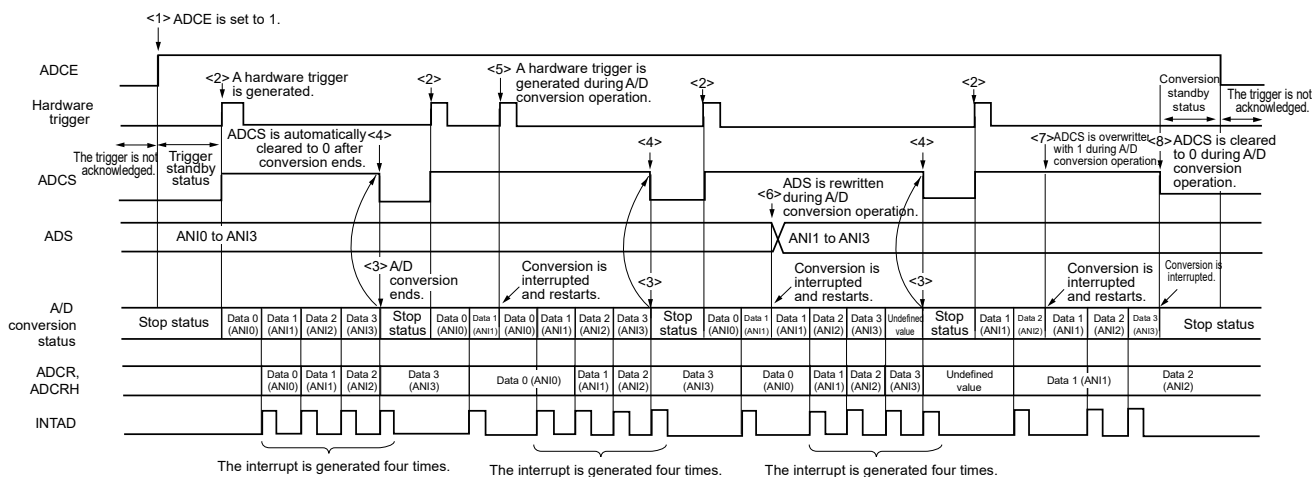 <1> ADCE is set to 1.
ADCE
<2> A hardware trigger
is generated.
<2>
<5> A hardware trigger is
generated during A/D
conversion operation.
<2>
<2>
Conversion
standby
status
The trigger is not
acknowledged.
Hardware
trigger
The trigger is not
acknowledged.
Trigger
standby
status
ADCS is automatically
cleared to 0 after
conversion ends.
<4>
<4>
<4>
<7> ADCS is overwritter
with 1 during A/D
conversion operation
<8> ADCS is cleared
to 0 during A/D
conversion
operation.
ADCS
<6> ADS is rewritten
during A/D
conversion operation.
ADS
ANI0 to ANI3
ANI1 to ANI3
<3> A/D
conversion
ends.
Conversion is
interrupted
and restarts.
<3>
Conversion is
interrupted
and restarts.
<3>
Conversion is
interrupted
and restarts.
Conversion is
interrupted.
A/D
conversion
status
Stop status
Data 0
(ANI0)
Data 1
(ANI1)
Data 2
(ANI2)
Data 3
(ANI3)
Stop
status
Data 0
(ANI0)
Data 1
(ANI1)
Data 0
(ANI0)
Data 1
(ANI1)
Data 2
(ANI2)
Data 3
(ANI3)
Stop
status
Data 0
(ANI0)
Data 1
(ANI1)
Data 1
(ANI1)
Data 2
(ANI2)
Data 3
(ANI3)
Undefined
value
Stop
status
Data 1
(ANI1)
Data 2
(ANI2)
Data 1
(ANI1)
Data 2
(ANI2)
Data 3
(ANI3)
Stop status
ADCR,
ADCRH
Data 0
(ANI0)
Data 1
(ANI1)
Data 2
(ANI2)
Data 3
(ANI3)
Data 0 (ANI0)
Data 1
(ANI1)
Data 2
(ANI2)
Data 3
(ANI3)
Data 0
(ANI0)
Data 1
(ANI1)
Data 2
(ANI2)
Data 3
(ANI3)
Undefined
value
Data 1 (ANI1)
Data 2
(ANI2)
INTAD
The interrupt is generated four times.
The interrupt is generated four times.
The interrupt is generated four times.